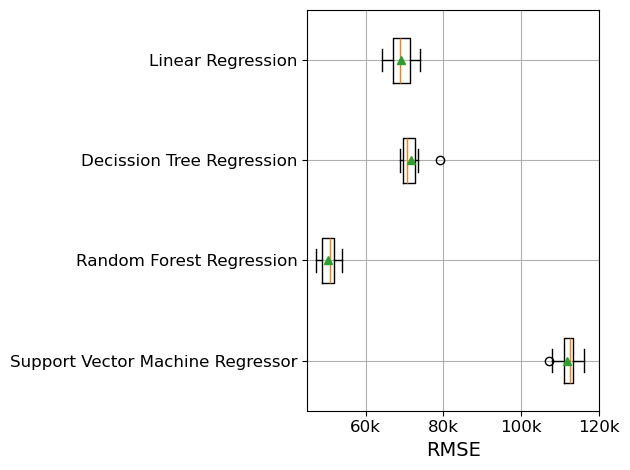 Linear Regression
Decission Tree Regression
Random Forest Regression
Support Vector Machine Regressor
60k 80k 100k 120k
RMSE